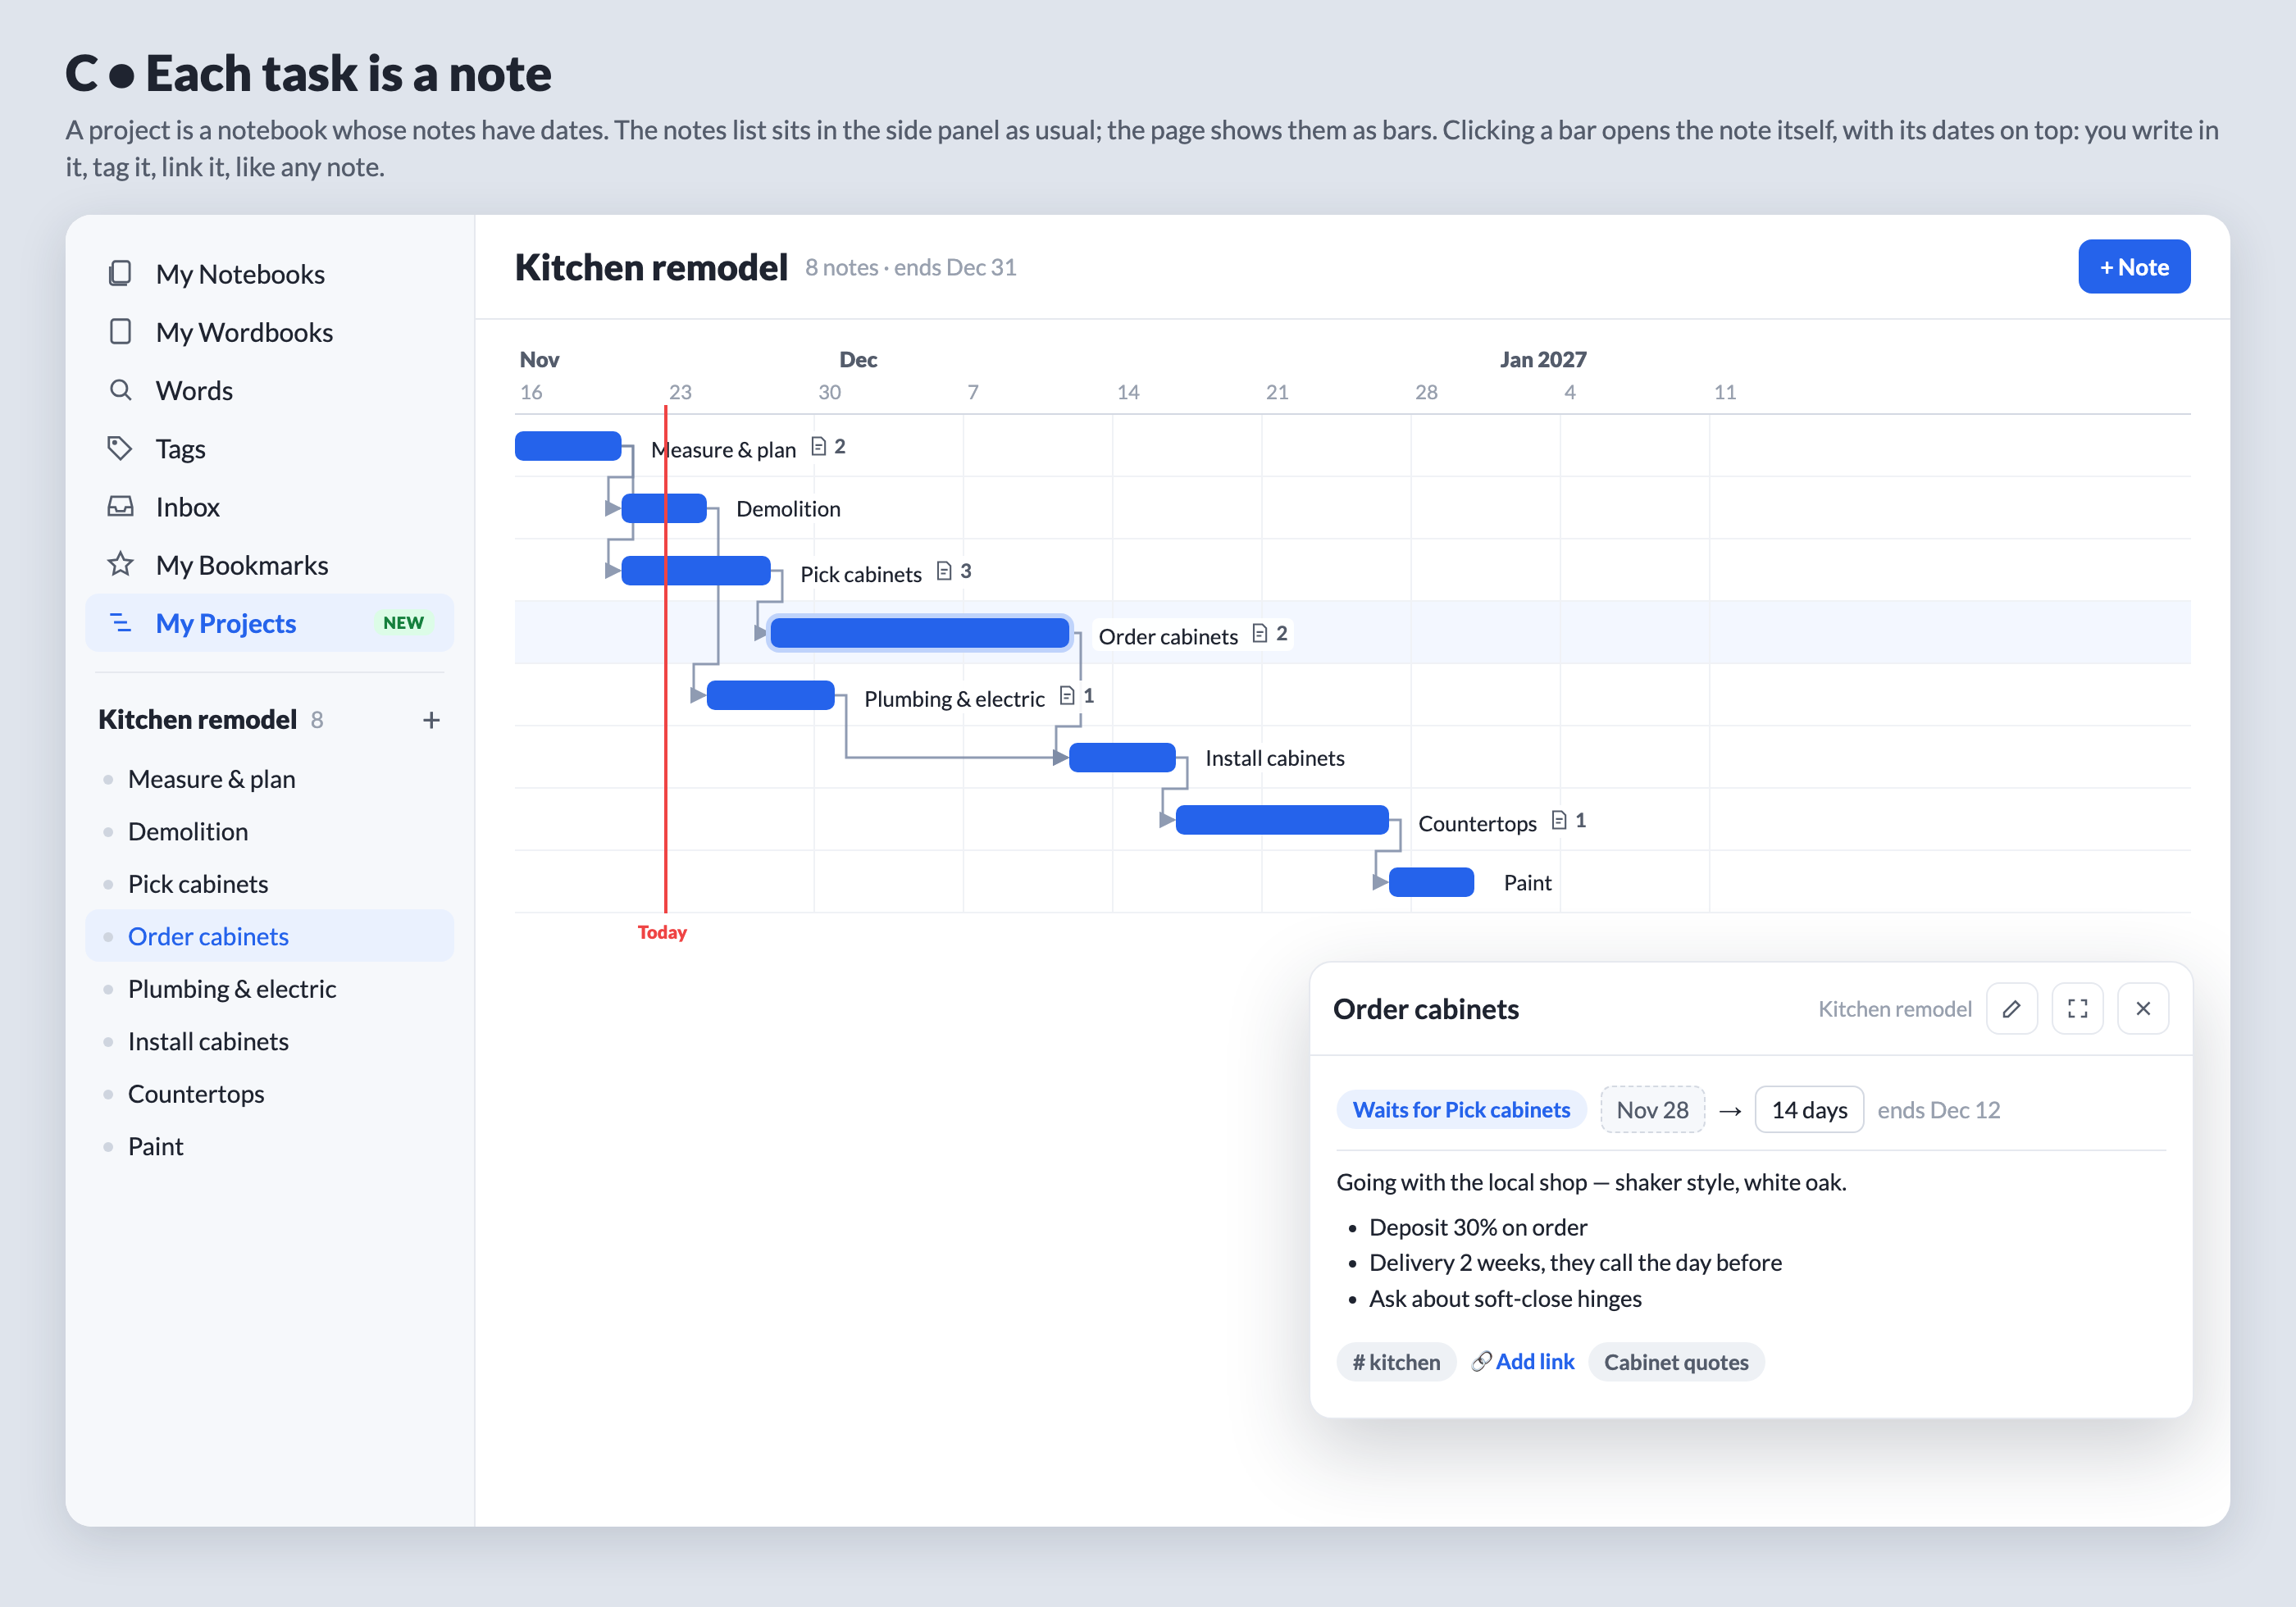 C • Each task is a note
A project is a notebook whose notes have dates. The notes list sits in the side panel as usual; the page shows them as bars. Clicking a bar opens the note itself, with its dates on top: you write in
it, tag it, link it, like any note.
My Notebooks
My Wordbooks
Words
Tags
Inbox
My Bookmarks
My Projects NEW
Kitchen remodel 8 +
Measure & plan
Demolition
Pick cabinets
Order cabinets
Plumbing & electric
Install cabinets
Countertops
Paint
Kitchen remodel 8 notes · ends Dec 31
+ Note
Nov Dec Jan 2027
16 23 30 7 14 21 28 4 11
Measure & plan 2
Demolition
Pick cabinets 3
Order cabinets 2
Plumbing & electric 1
Install cabinets
Countertops 1
Paint
Today
Order cabinets Kitchen remodel
Waits for Pick cabinets Nov 28 → 14 days ends Dec 12
Going with the local shop — shaker style, white oak.
• Deposit 30% on order
• Delivery 2 weeks, they call the day before
• Ask about soft-close hinges
# kitchen 🔗 Add link Cabinet quotes